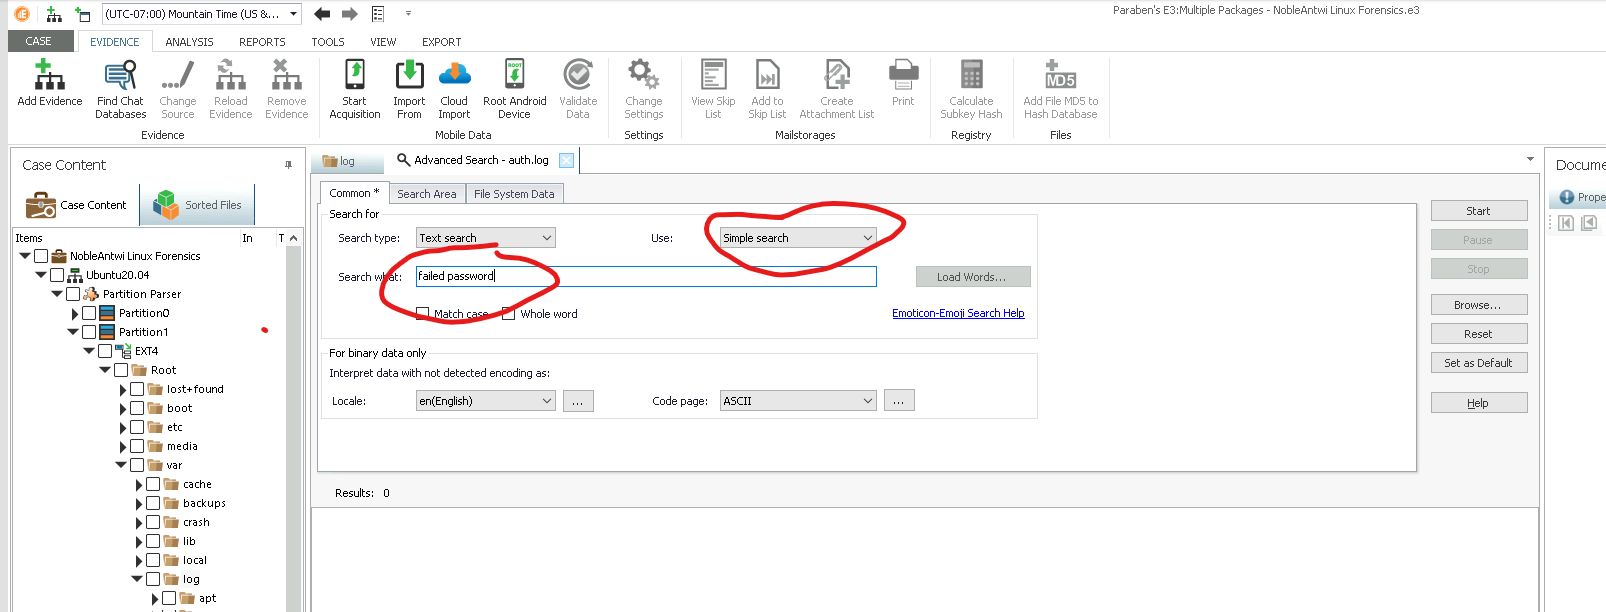 (UTC-07:00) Mountain Time (US &...
Paraben's E3:Multiple Packages - NobleAntwi Linux Forensics.e3
CASE EVIDENCE ANALYSIS REPORTS TOOLS VIEW EXPORT
Add Evidence
Find Chat Databases
Change Source
Reload Evidence
Remove Evidence
Evidence
Start Acquisition
Import From
Cloud Import
ROOT
Root Android Device
Validate Data
Mobile Data
Change Settings
Settings
View Skip List
Add to Skip List
Create Attachment List
Print
Mailstorages
Calculate Subkey Hash
Registry
MD5
Add File MD5 to Hash Database
Files
Case Content
Case Content
Sorted Files
Items In T
NobleAntwi Linux Forensics
Ubuntu20.04
Partition Parser
Partition0
Partition1
EXT4
Root
lost+found
boot
etc
media
var
cache
backups
crash
lib
local
log
apt
log
Advanced Search - auth.log
Common * Search Area File System Data
Search for
Search type: Text search Use: Simple search
Search what: failed password Load Words...
Match case Whole word Emoticon-Emoji Search Help
For binary data only
Interpret data with not detected encoding as:
Locale: en(English) ... Code page: ASCII ...
Results: 0
Start
Pause
Stop
Browse...
Reset
Set as Default
Help
Docume
Prope